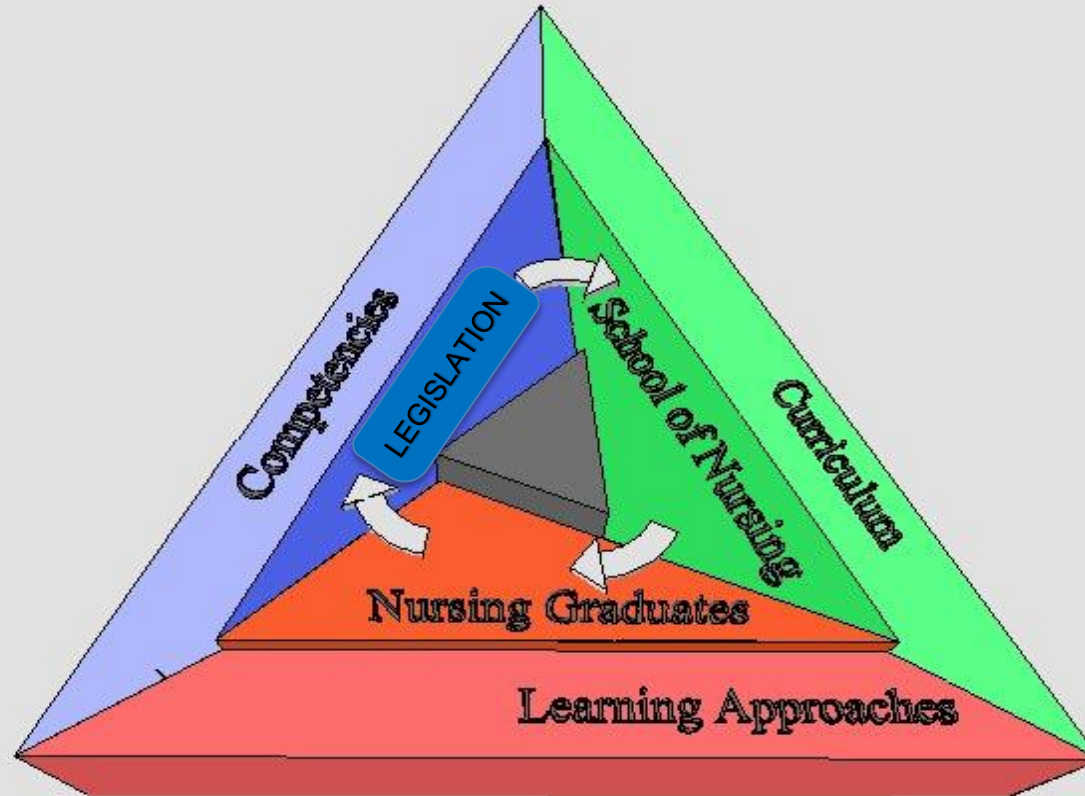 Competencies
LEGISLATION
School of Nursing
Curriculum
Nursing Graduates
Learning Approaches